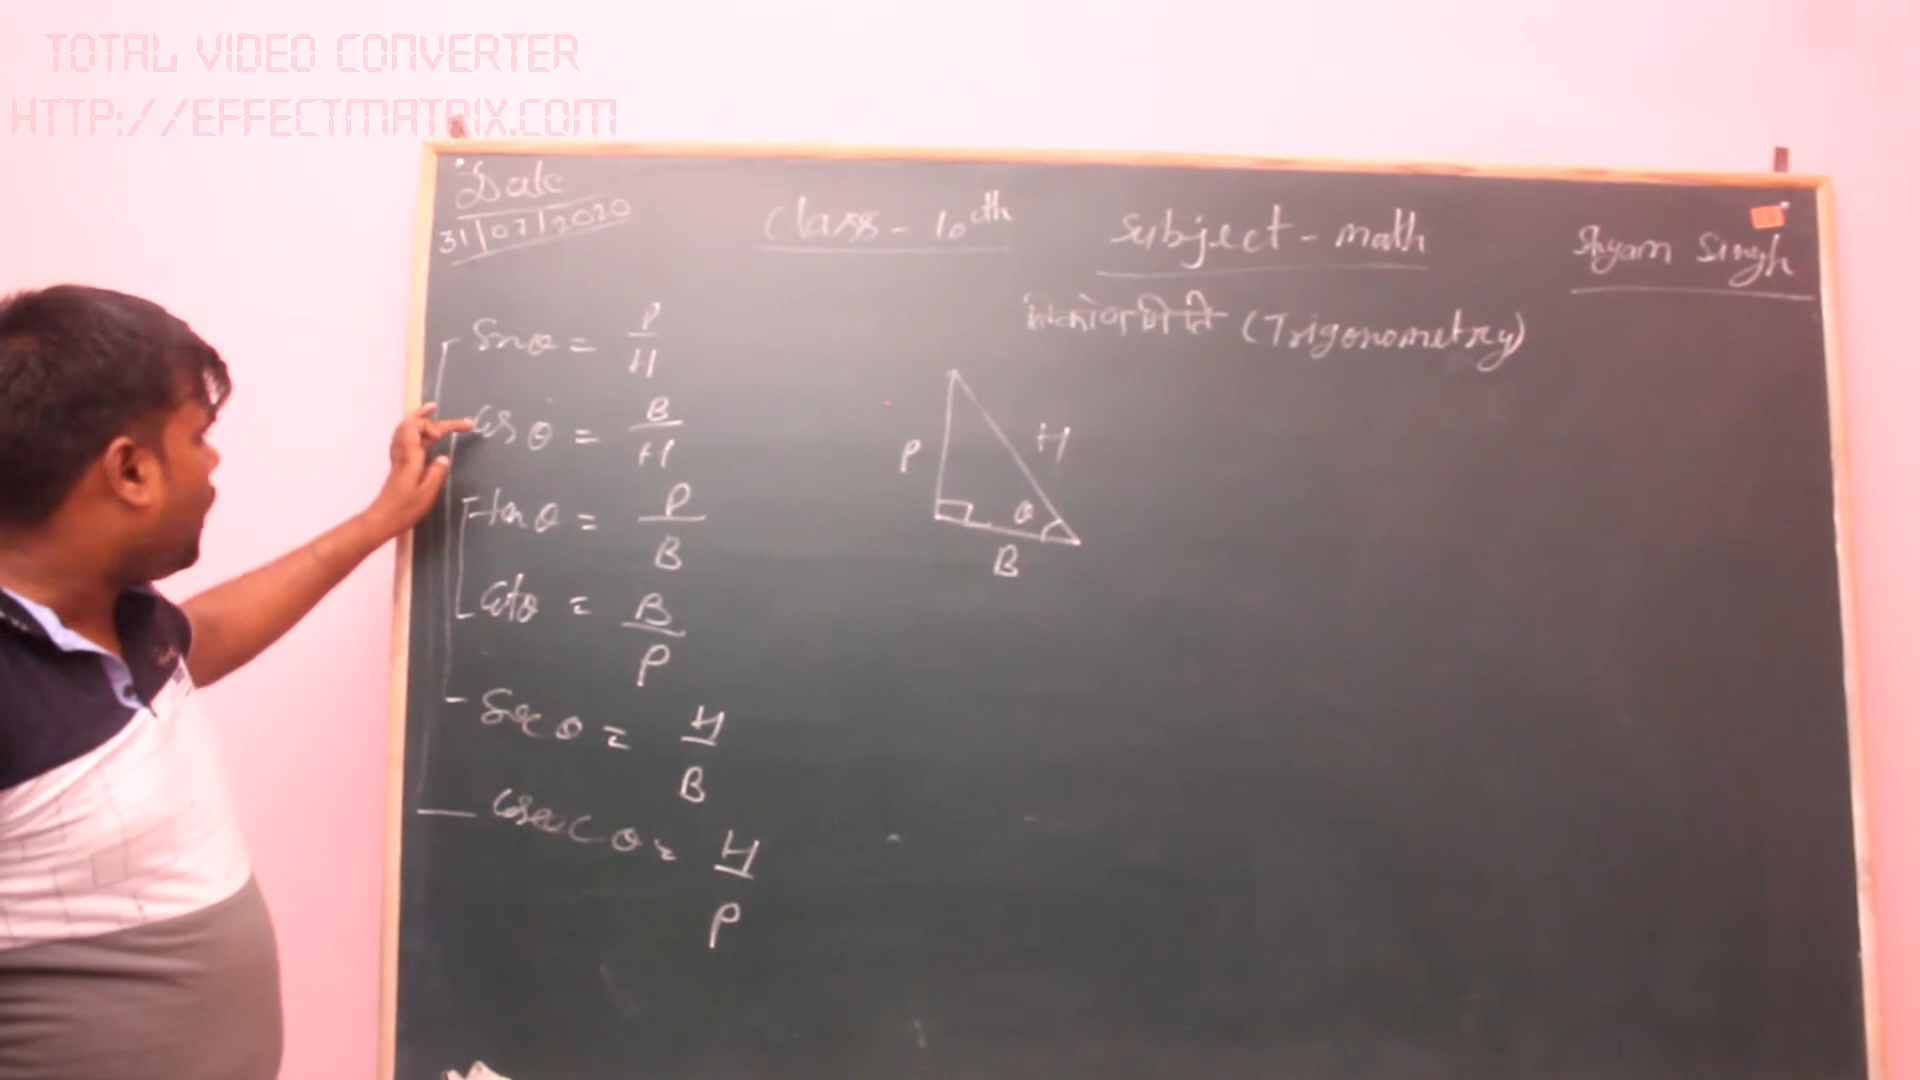 TOTAL VIDEO CONVERTER
HTTP://EFFECTMATRIX.COM
Date
31/07/2020
Class - 10th
Subject - math
Shyam Singh
त्रिकोणमिति (Trigonometry)
Sinθ = P/H
Cosθ = B/H
tanθ = P/B
Cotθ = B/P
Secθ = H/B
Cosecθ = H/P
P
H
θ
B